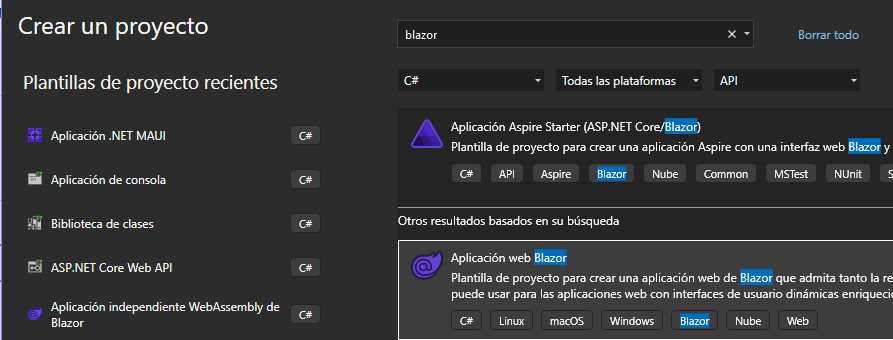 Crear un proyecto
blazor
Borrar todo
Plantillas de proyecto recientes
C#
Todas las plataformas
API
Aplicación .NET MAUI C#
Aplicación de consola C#
Biblioteca de clases C#
ASP.NET Core Web API C#
Aplicación independiente WebAssembly de
Blazor
C#
Aplicación Aspire Starter (ASP.NET Core/Blazor)
Plantilla de proyecto para crear una aplicación Aspire con una interfaz web Blazor y
C# API Aspire Blazor Nube Common MSTest NUnit
Otros resultados basados en su búsqueda
Aplicación web Blazor
Plantilla de proyecto para crear una aplicación web de Blazor que admita tanto la re
puede usar para las aplicaciones web con interfaces de usuario dinámicas enriquecid
C# Linux macOS Windows Blazor Nube Web